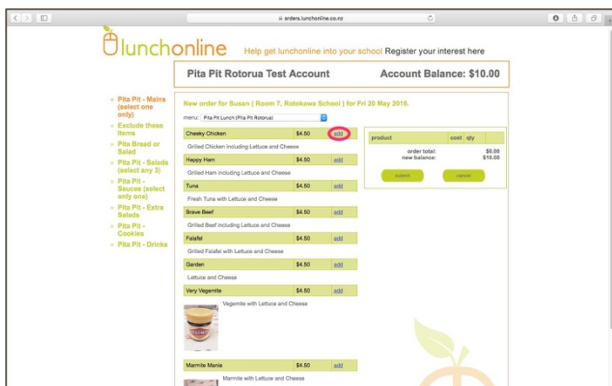 orders.lunchonline.co.nz
lunchonline
Help get lunchonline into your school Register your interest here
Pita Pit Rotorua Test Account Account Balance: $10.00
» Pita Pit - Mains
(select one
only)
» Exclude these
Items
» Pita Bread or
Salad
» Pita Pit - Salads
(select any 3)
» Pita Pit -
Sauces (select
only one)
» Pita Pit - Extra
Salads
» Pita Pit -
Cookies
» Pita Pit - Drinks
New order for Susan ( Room 7, Rotokawa School ) for Fri 20 May 2016.
menu: Pita Pit Lunch (Pita Pit Rotorua)
Cheeky Chicken $4.50 add
Grilled Chicken including Lettuce and Cheese
Happy Ham $4.50 add
Grilled Ham including Lettuce and Cheese
Tuna $4.50 add
Fresh Tuna with Lettuce and Cheese
Brave Beef $4.50 add
Grilled Beef including Lettuce and Cheese
Falafel $4.50 add
Grilled Falafel with Lettuce and Cheese
Garden $4.50 add
Lettuce and Cheese
Very Vegemite $4.50 add
Vegemite with Lettuce and Cheese
Marmite Mania $4.50 add
Marmite with Lettuce and Cheese
product cost qty
order total: $0.00
new balance: $10.00
submit cancel